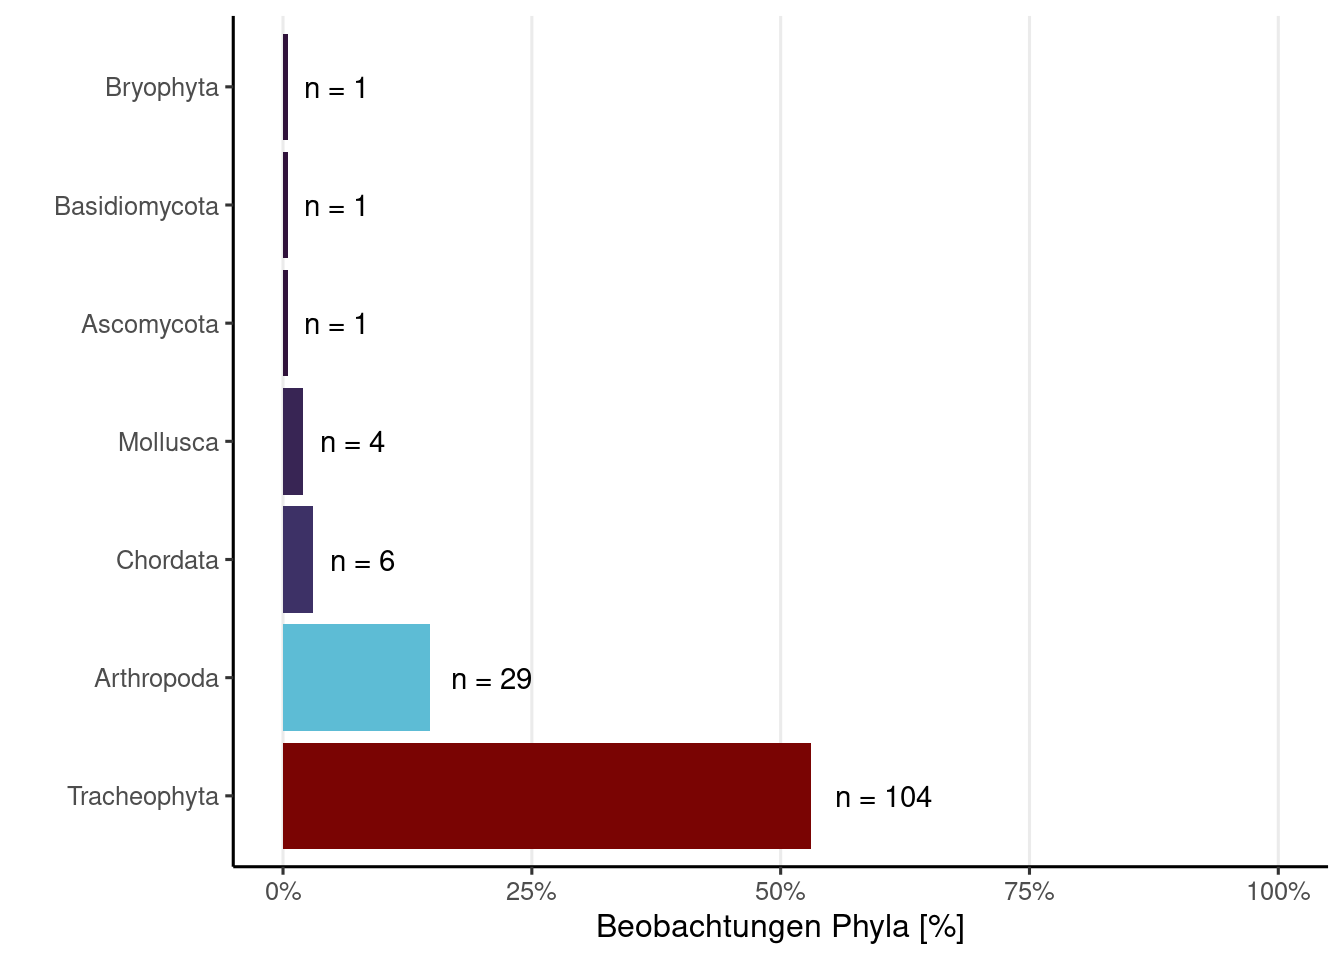 Bryophyta n = 1
Basidiomycota n = 1
Ascomycota n = 1
Mollusca n = 4
Chordata n = 6
Arthropoda n = 29
Tracheophyta n = 104
0% 25% 50% 75% 100%
Beobachtungen Phyla [%]